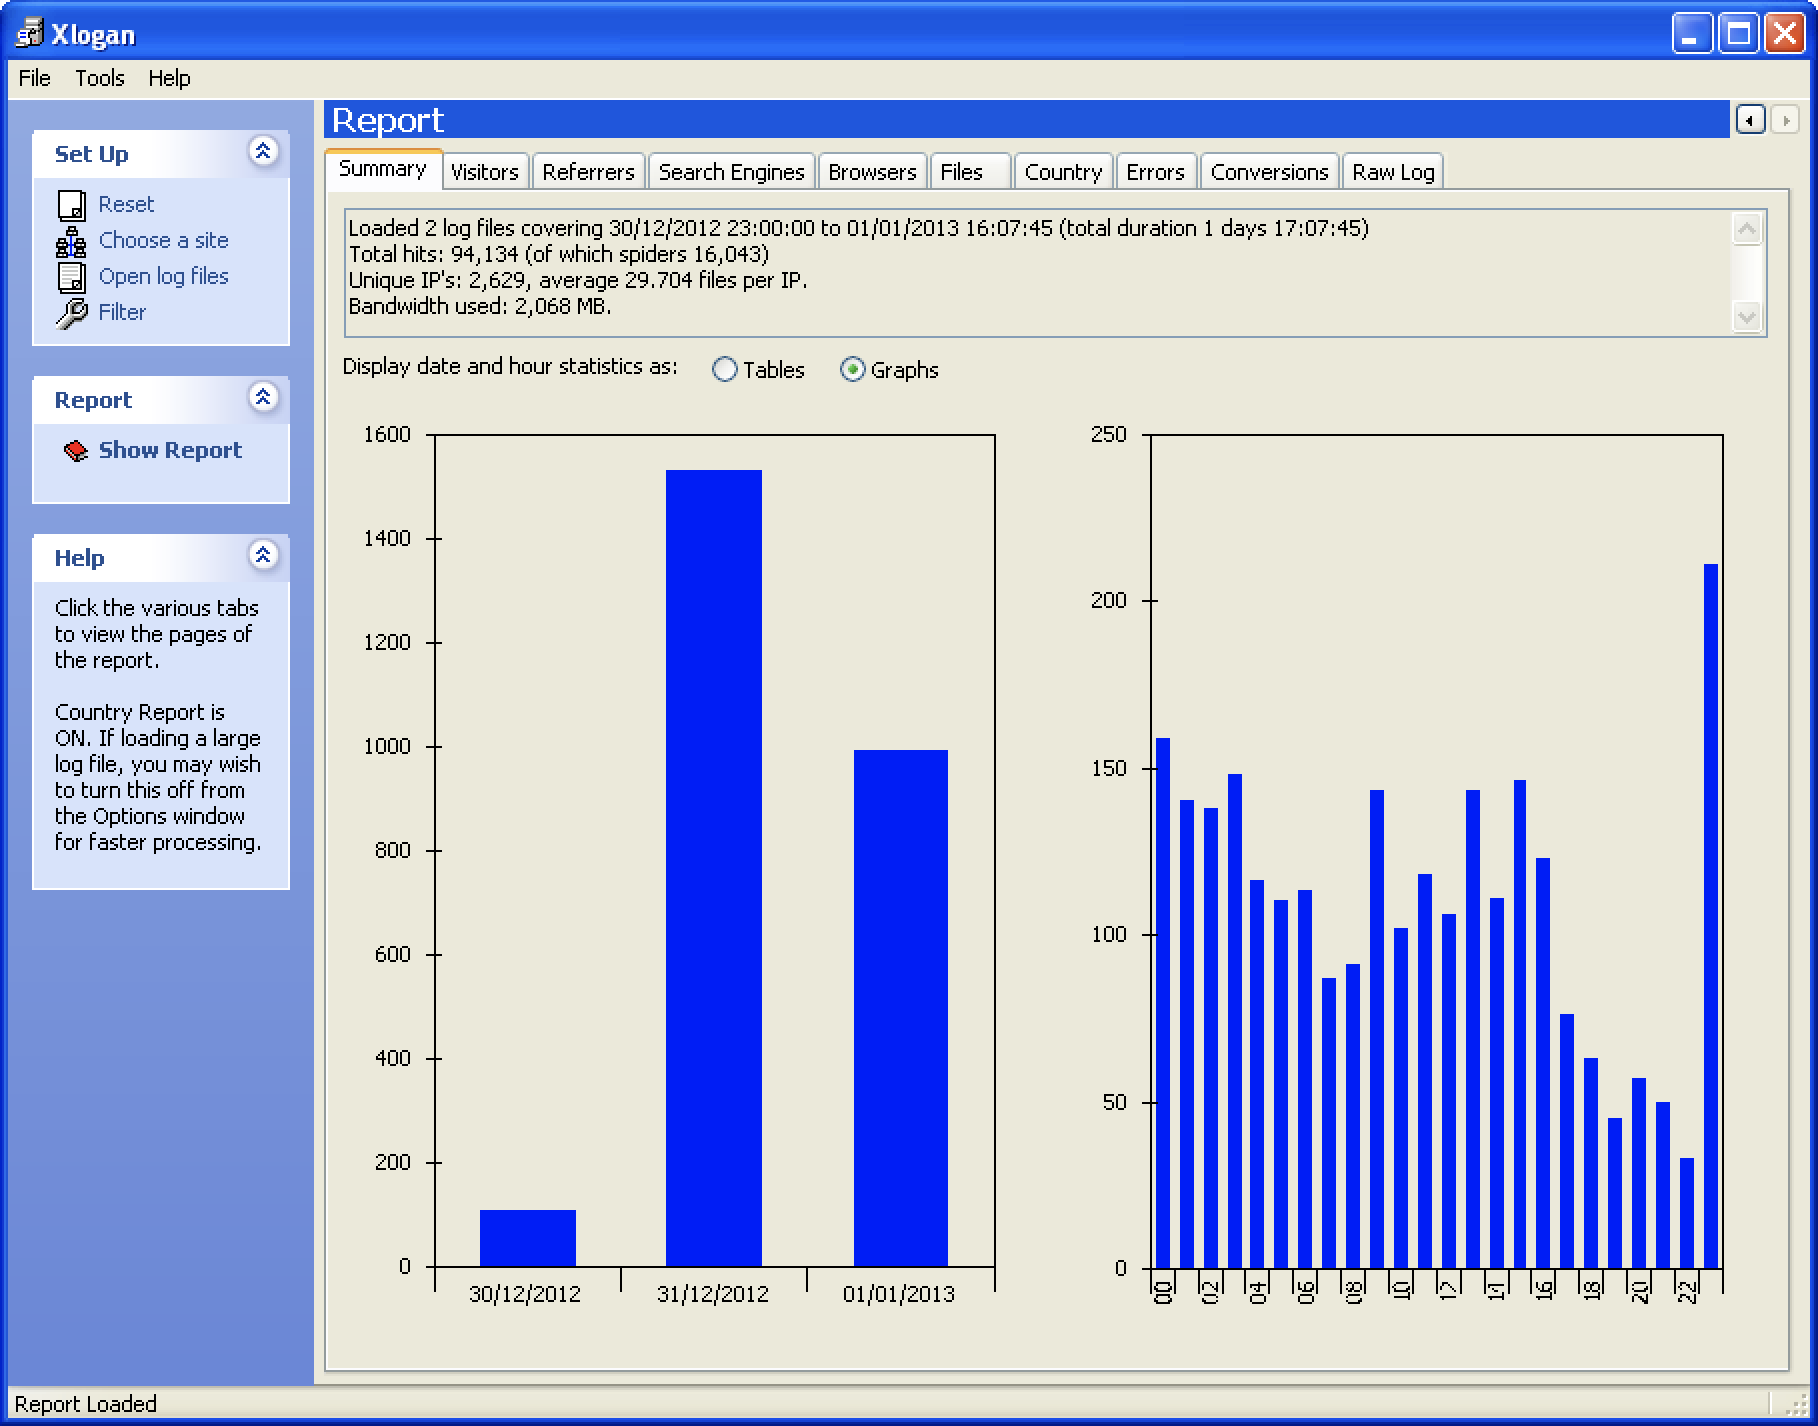 Xlogan
File Tools Help
Set Up
Reset
Choose a site
Open log files
Filter
Report
Show Report
Help
Click the various tabs
to view the pages of
the report.
Country Report is
ON. If loading a large
log file, you may wish
to turn this off from
the Options window
for faster processing.
Report
Summary Visitors Referrers Search Engines Browsers Files Country Errors Conversions Raw Log
Loaded 2 log files covering 30/12/2012 23:00:00 to 01/01/2013 16:07:45 (total duration 1 days 17:07:45)
Total hits: 94,134 (of which spiders 16,043)
Unique IP's: 2,629, average 29.704 files per IP.
Bandwidth used: 2,068 MB.
Display date and hour statistics as: Tables Graphs
1600
1400
1200
1000
800
600
400
200
0
30/12/2012 31/12/2012 01/01/2013
250
200
150
100
50
0
00 02 04 06 08 10 12 14 16 18 20 22
Report Loaded